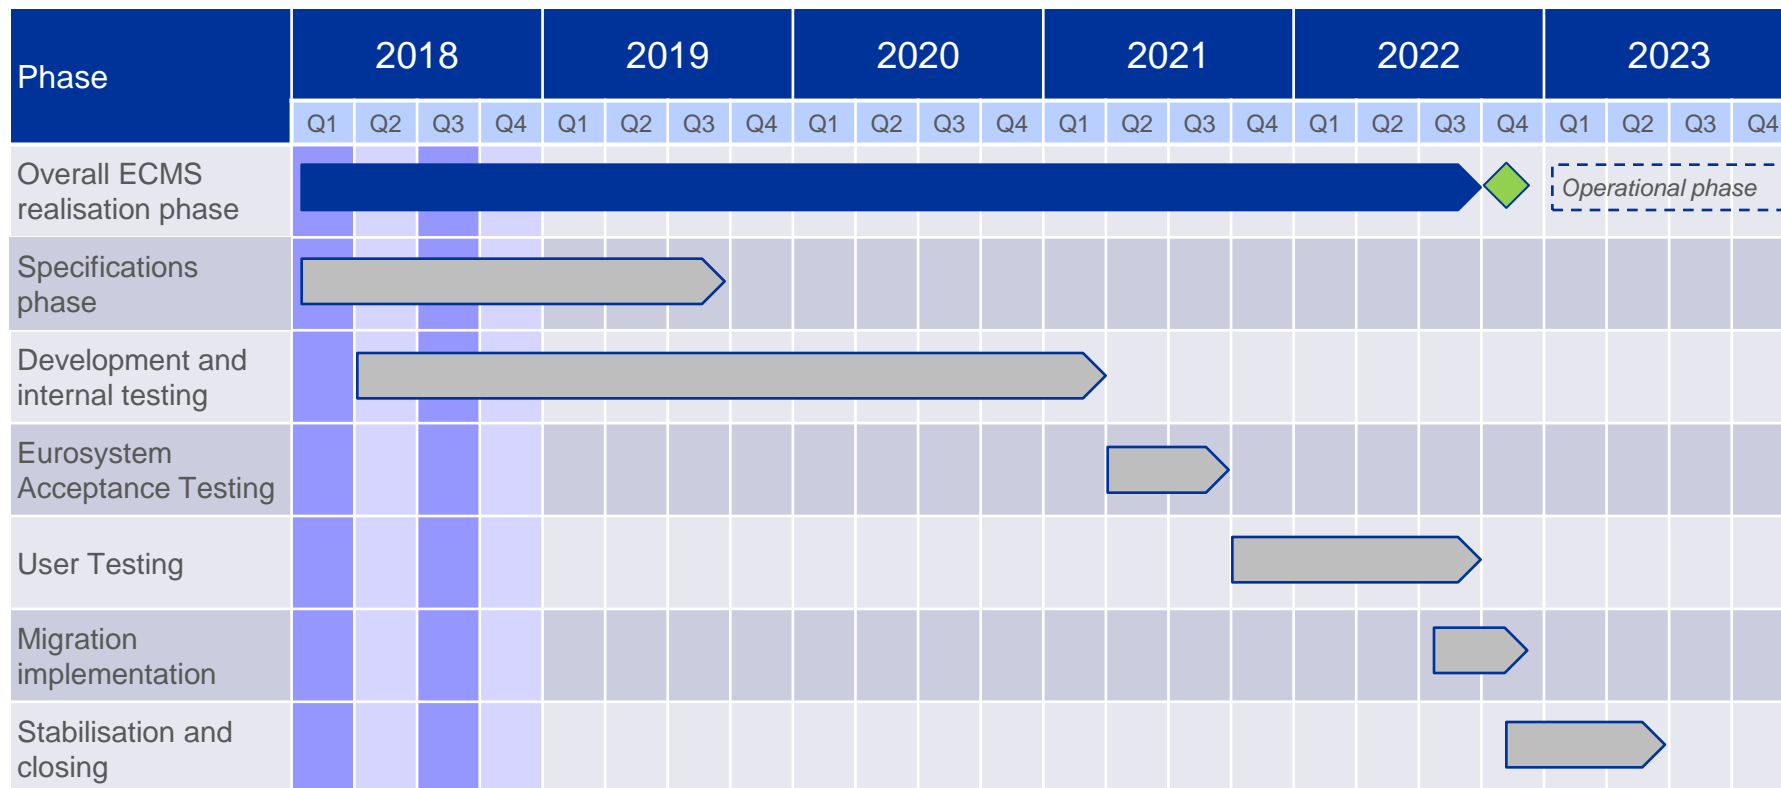 Phase
2018 2019 2020 2021 2022 2023
Q1 Q2 Q3 Q4 Q1 Q2 Q3 Q4 Q1 Q2 Q3 Q4 Q1 Q2 Q3 Q4 Q1 Q2 Q3 Q4 Q1 Q2 Q3 Q4
Overall ECMS
realisation phase
Operational phase
Specifications
phase
Development and
internal testing
Eurosystem
Acceptance Testing
User Testing
Migration
implementation
Stabilisation and
closing